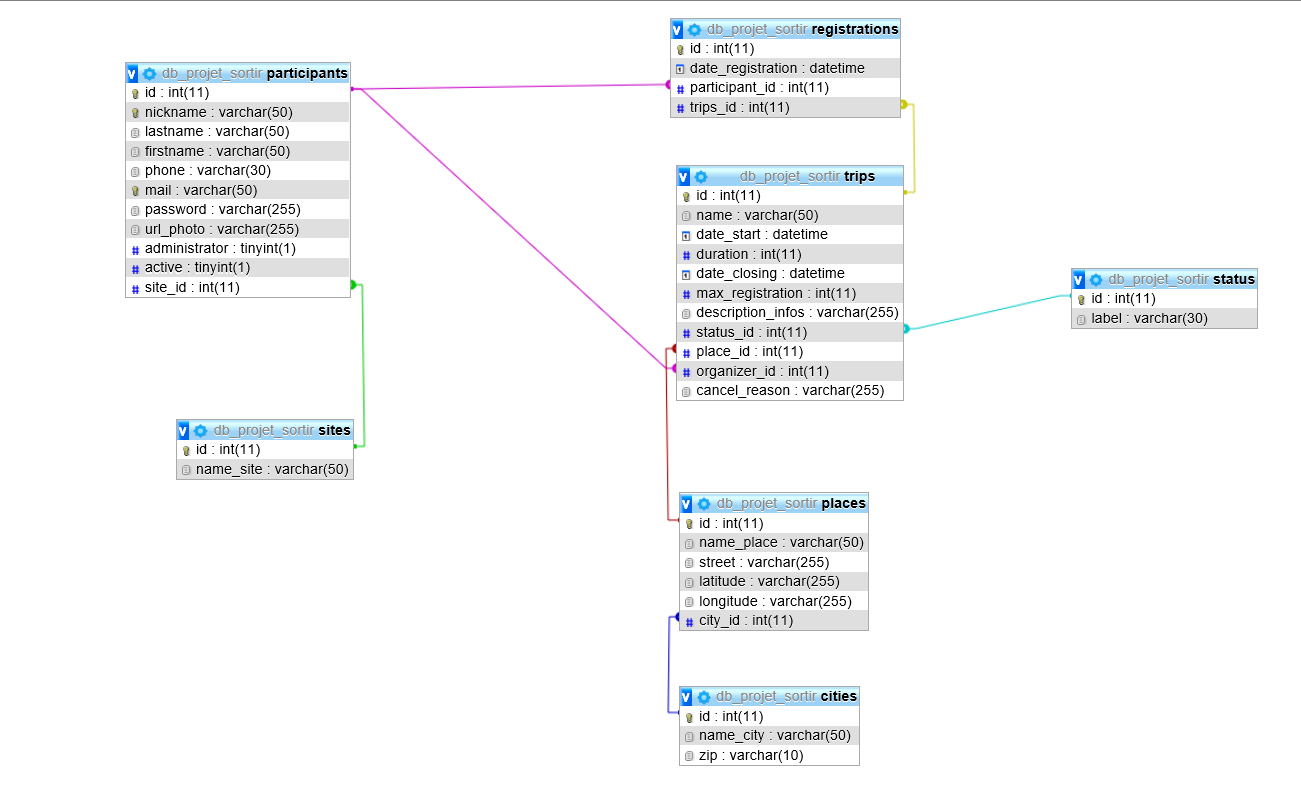 db_projet_sortir participants
id : int(11)
nickname : varchar(50)
lastname : varchar(50)
firstname : varchar(50)
phone : varchar(30)
mail : varchar(50)
password : varchar(255)
url_photo : varchar(255)
administrator : tinyint(1)
active : tinyint(1)
site_id : int(11)
db_projet_sortir sites
id : int(11)
name_site : varchar(50)
db_projet_sortir registrations
id : int(11)
date_registration : datetime
participant_id : int(11)
trips_id : int(11)
db_projet_sortir trips
id : int(11)
name : varchar(50)
date_start : datetime
duration : int(11)
date_closing : datetime
max_registration : int(11)
description_infos : varchar(255)
status_id : int(11)
place_id : int(11)
organizer_id : int(11)
cancel_reason : varchar(255)
db_projet_sortir status
id : int(11)
label : varchar(30)
db_projet_sortir places
id : int(11)
name_place : varchar(50)
street : varchar(255)
latitude : varchar(255)
longitude : varchar(255)
city_id : int(11)
db_projet_sortir cities
id : int(11)
name_city : varchar(50)
zip : varchar(10)